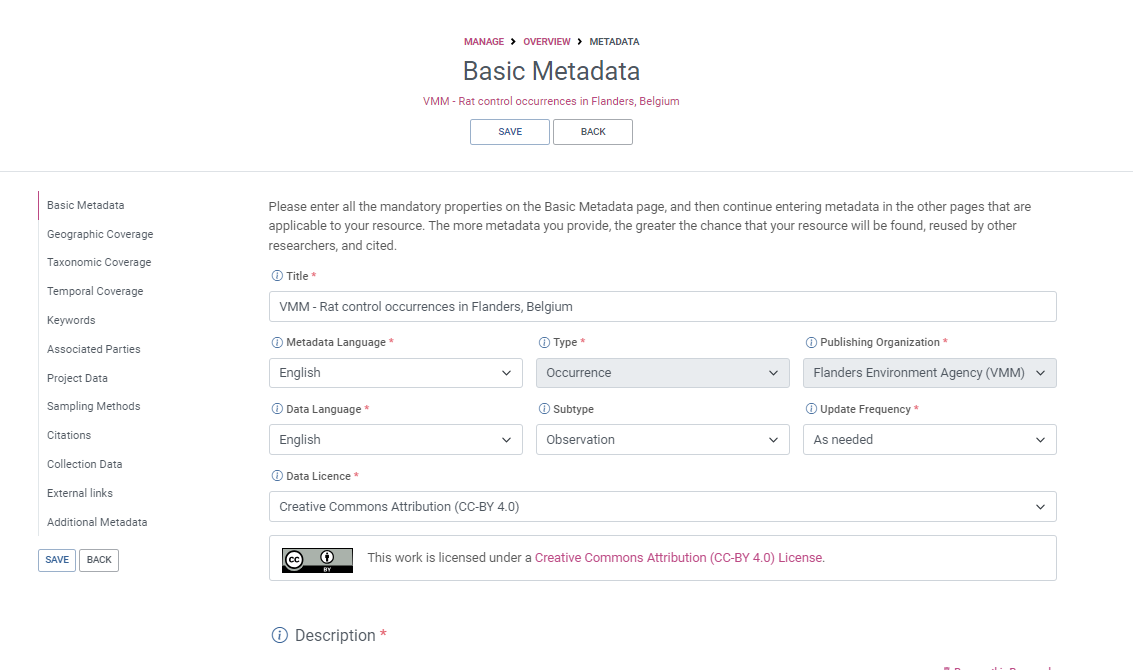 MANAGE > OVERVIEW > METADATA
Basic Metadata
VMM - Rat control occurrences in Flanders, Belgium
SAVE BACK
Basic Metadata
Geographic Coverage
Taxonomic Coverage
Temporal Coverage
Keywords
Associated Parties
Project Data
Sampling Methods
Citations
Collection Data
External links
Additional Metadata
SAVE BACK
Please enter all the mandatory properties on the Basic Metadata page, and then continue entering metadata in the other pages that are
applicable to your resource. The more metadata you provide, the greater the chance that your resource will be found, reused by other
researchers, and cited.
Title *
VMM - Rat control occurrences in Flanders, Belgium
Metadata Language * Type * Publishing Organization *
English Occurrence Flanders Environment Agency (VMM)
Data Language * Subtype Update Frequency *
English Observation As needed
Data Licence *
Creative Commons Attribution (CC-BY 4.0)
CC BY This work is licensed under a Creative Commons Attribution (CC-BY 4.0) License.
Description *